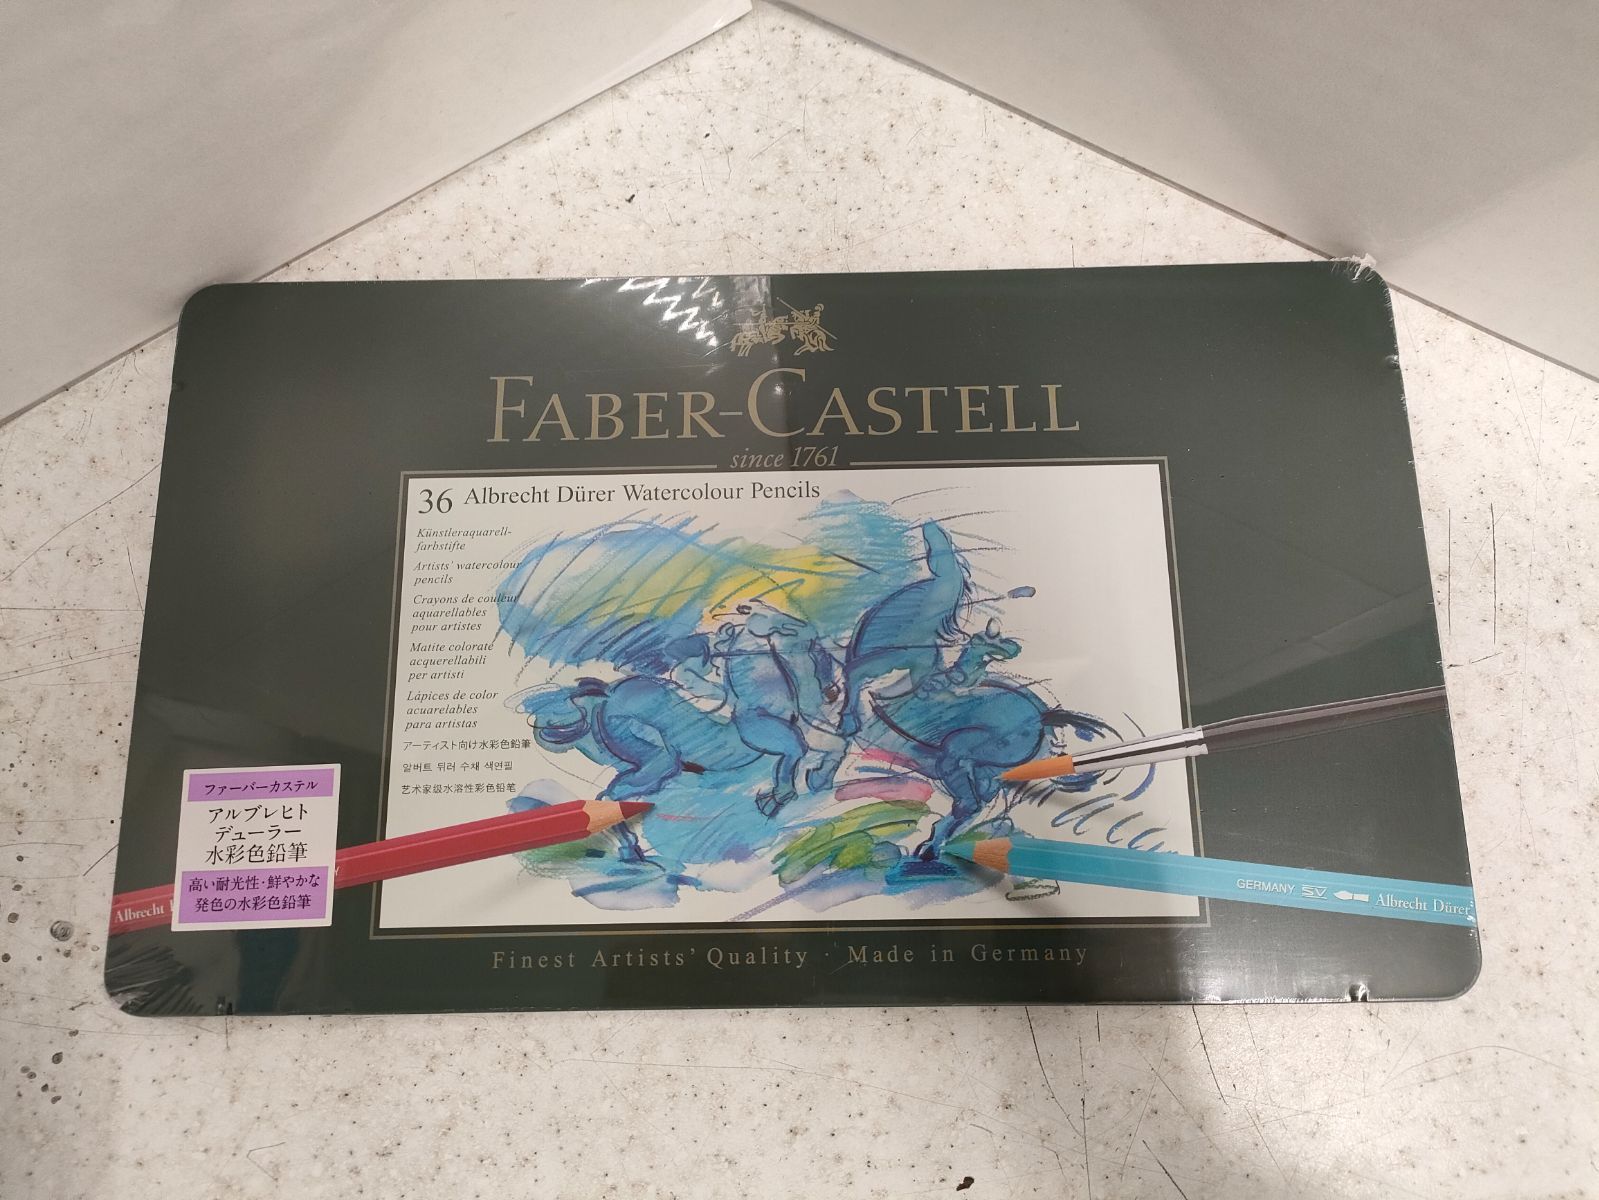 FABER-CASTELL
since 1761
36 Albrecht Dürer Watercolour Pencils
Künstleraquarell-
farbstifte
Artists' watercolour
pencils
Crayons de couleur
aquarellables
pour artistes
Matite colorate
acquerellabili
per artisti
Lápices de color
acuarelables
para artistas
アーティスト向け水彩色鉛筆
알버트 뒤러 수채 색연필
艺术家级水溶性彩色铅笔
ファーバーカステル
アルブレヒト
デューラー
水彩色鉛筆
高い耐光性・鮮やかな
発色の水彩色鉛筆
Albrecht
GERMANY SV Albrecht Dürer
Finest Artists' Quality · Made in Germany